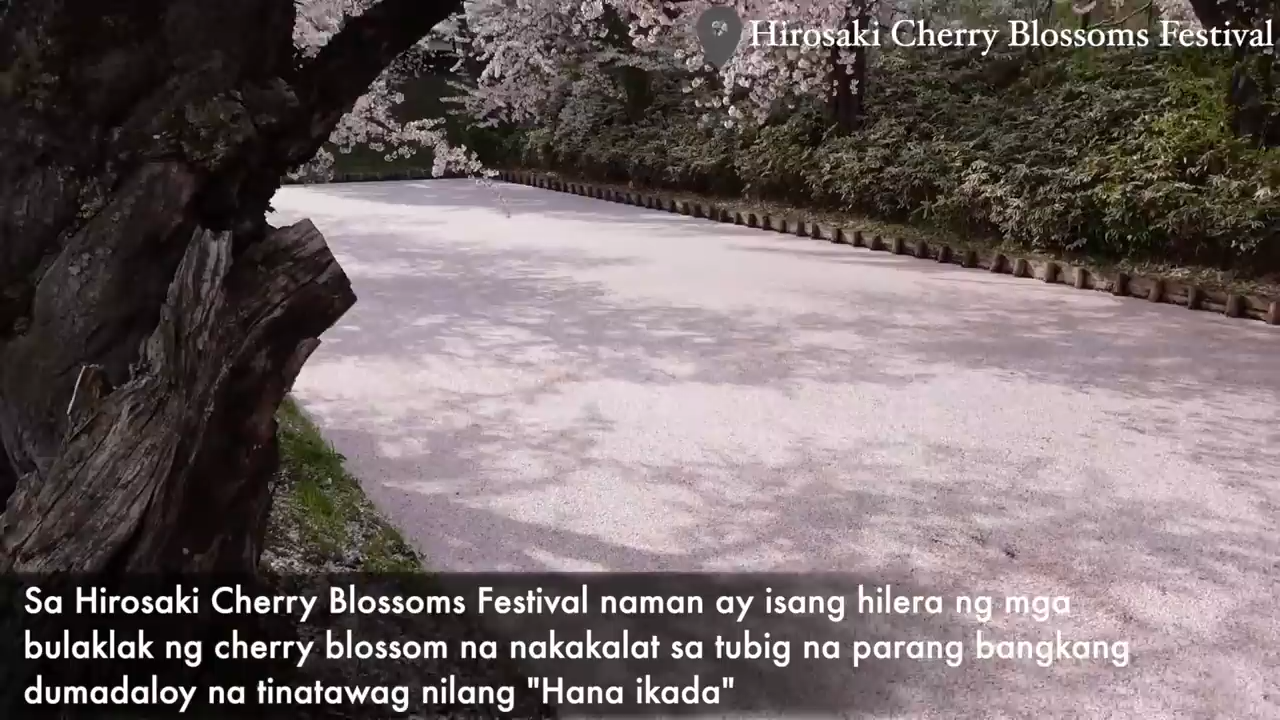 Hirosaki Cherry Blossoms Festival
Sa Hirosaki Cherry Blossoms Festival naman ay isang hilera ng mga
bulaklak ng cherry blossom na nakakalat sa tubig na parang bangkang
dumadaloy na tinatawag nilang "Hana ikada"